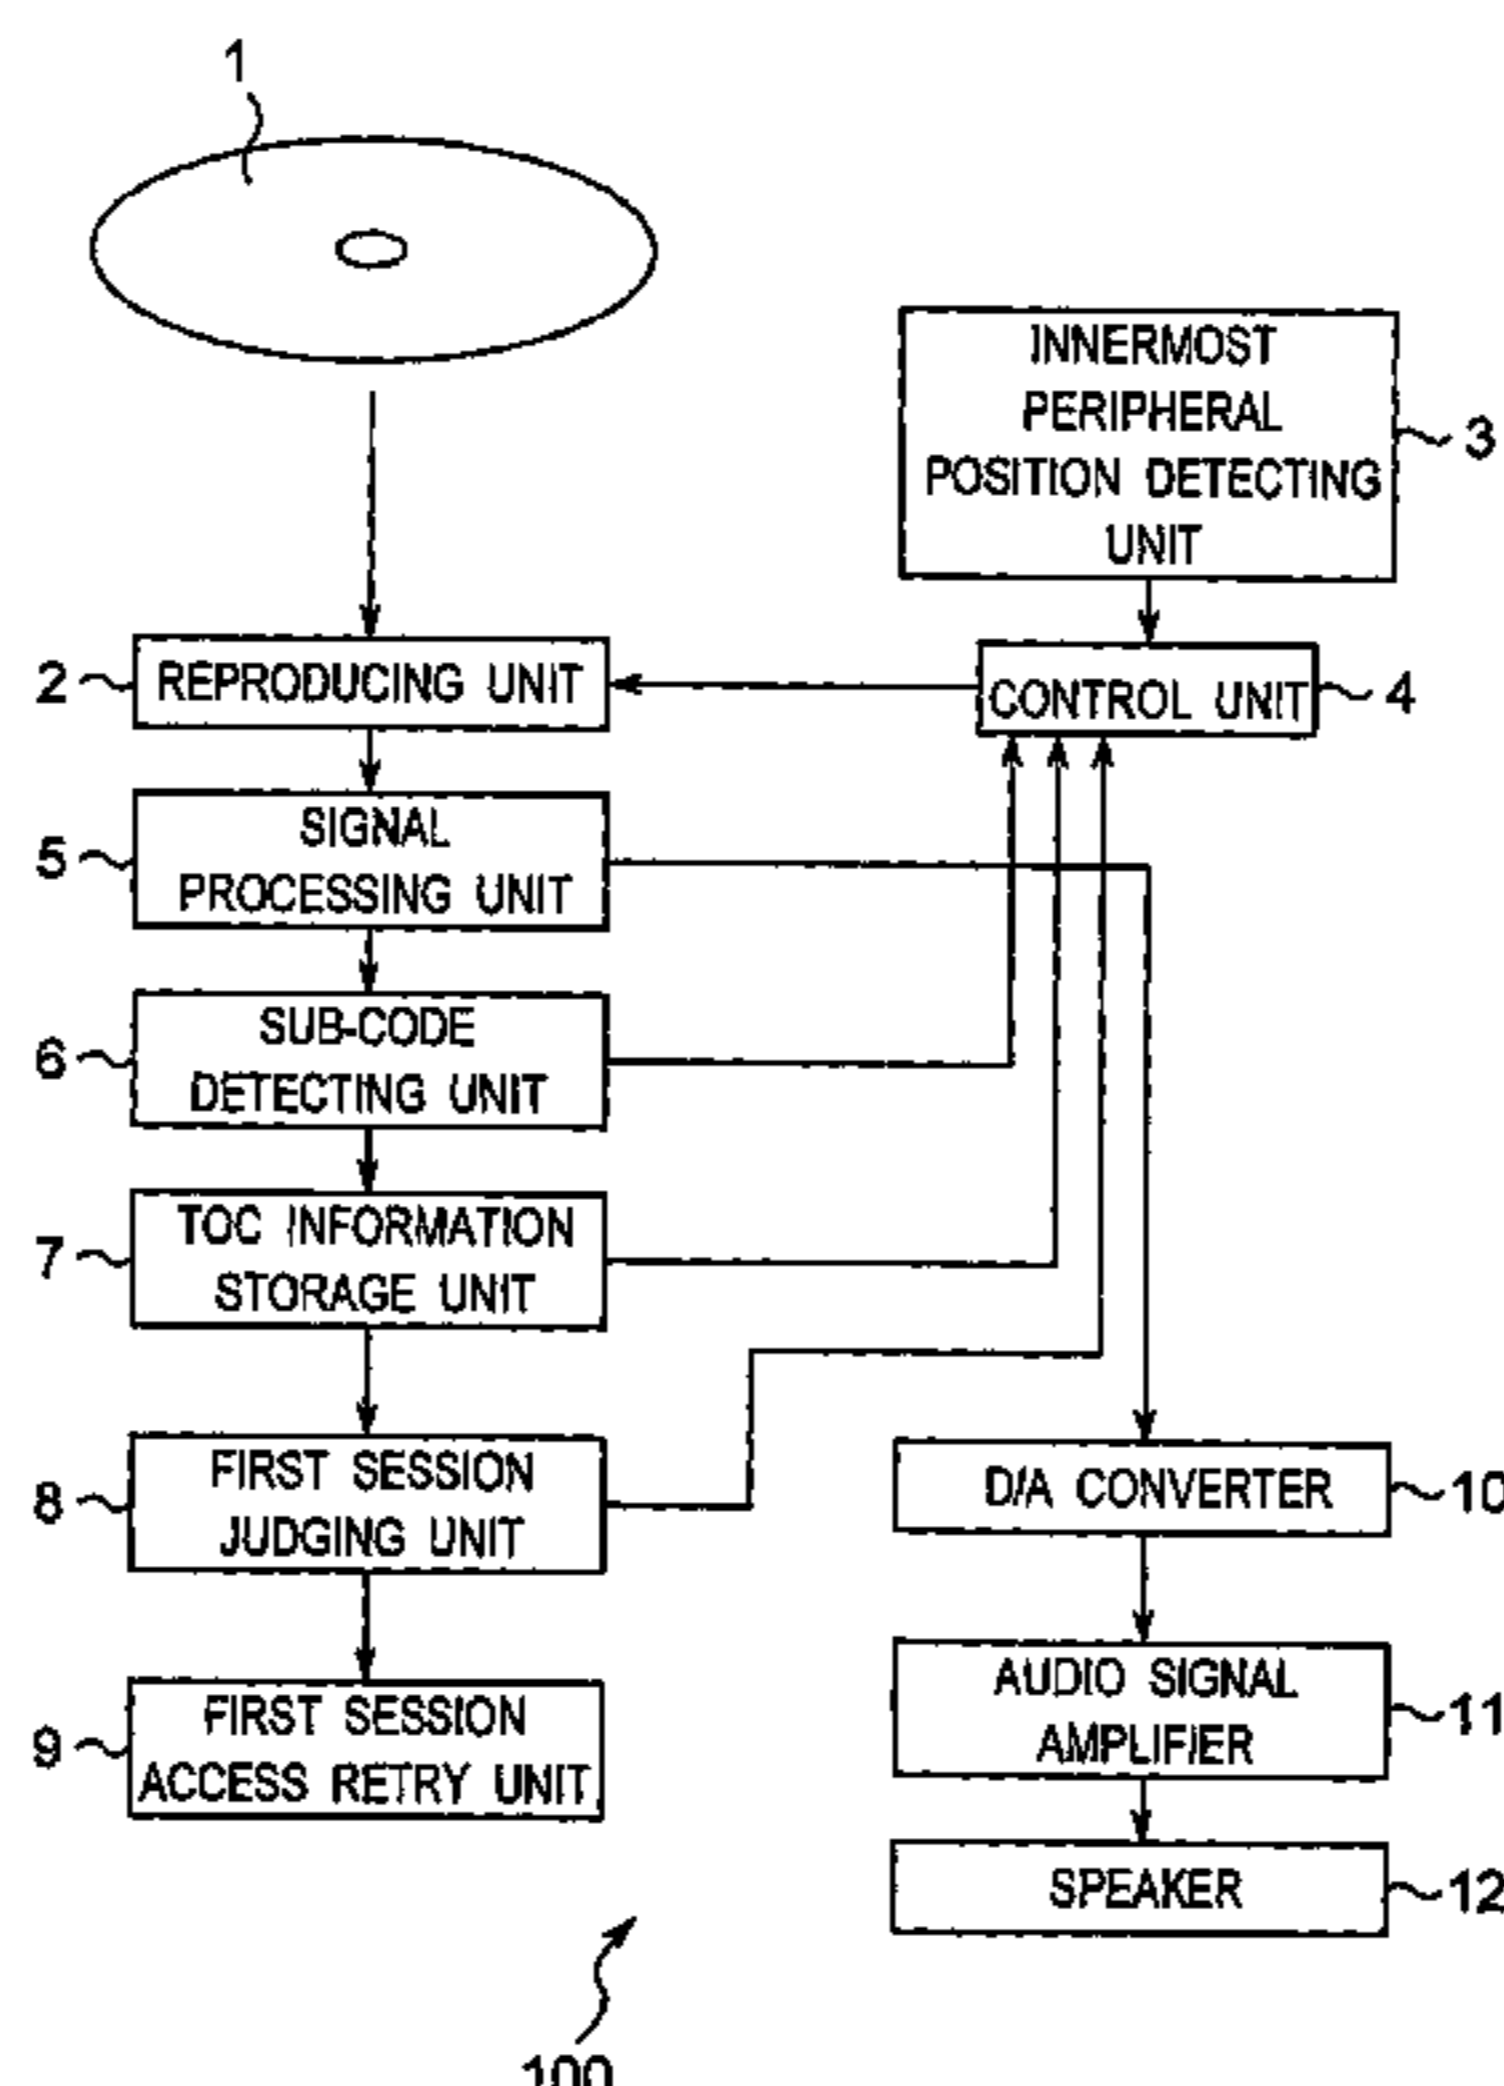 1
INNERMOST
PERIPHERAL
POSITION DETECTING
UNIT
3
2
REPRODUCING UNIT
CONTROL UNIT
4
5
SIGNAL
PROCESSING UNIT
6
SUB-CODE
DETECTING UNIT
7
TOC INFORMATION
STORAGE UNIT
8
FIRST SESSION
JUDGING UNIT
D/A CONVERTER
10
9
FIRST SESSION
ACCESS RETRY UNIT
AUDIO SIGNAL
AMPLIFIER
11
SPEAKER
12
100